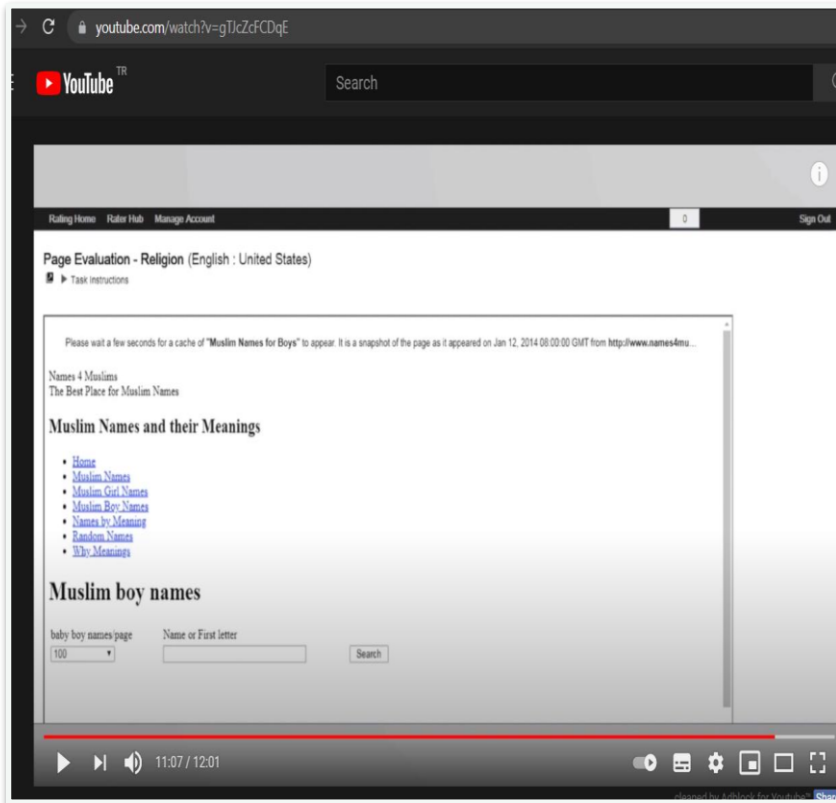 youtube.com/watch?v=gTJcZcFCDqE
YouTube TR
Search
Rating Home Rater Hub Manage Account 0 Sign Out
Page Evaluation - Religion (English : United States)
Task Instructions
Please wait a few seconds for a cache of "Muslim Names for Boys" to appear. It is a snapshot of the page as it appeared on Jan 12, 2014 08:00:00 GMT from http://www.names4mu...
Names 4 Muslims
The Best Place for Muslim Names
Muslim Names and their Meanings
Home
Muslim Names
Muslim Girl Names
Muslim Boy Names
Names by Meaning
Random Names
Why Meanings
Muslim boy names
baby boy names/page Name or First letter
100 Search
11:07 / 12:01
cleaned by Adblock for Youtube™ Shar